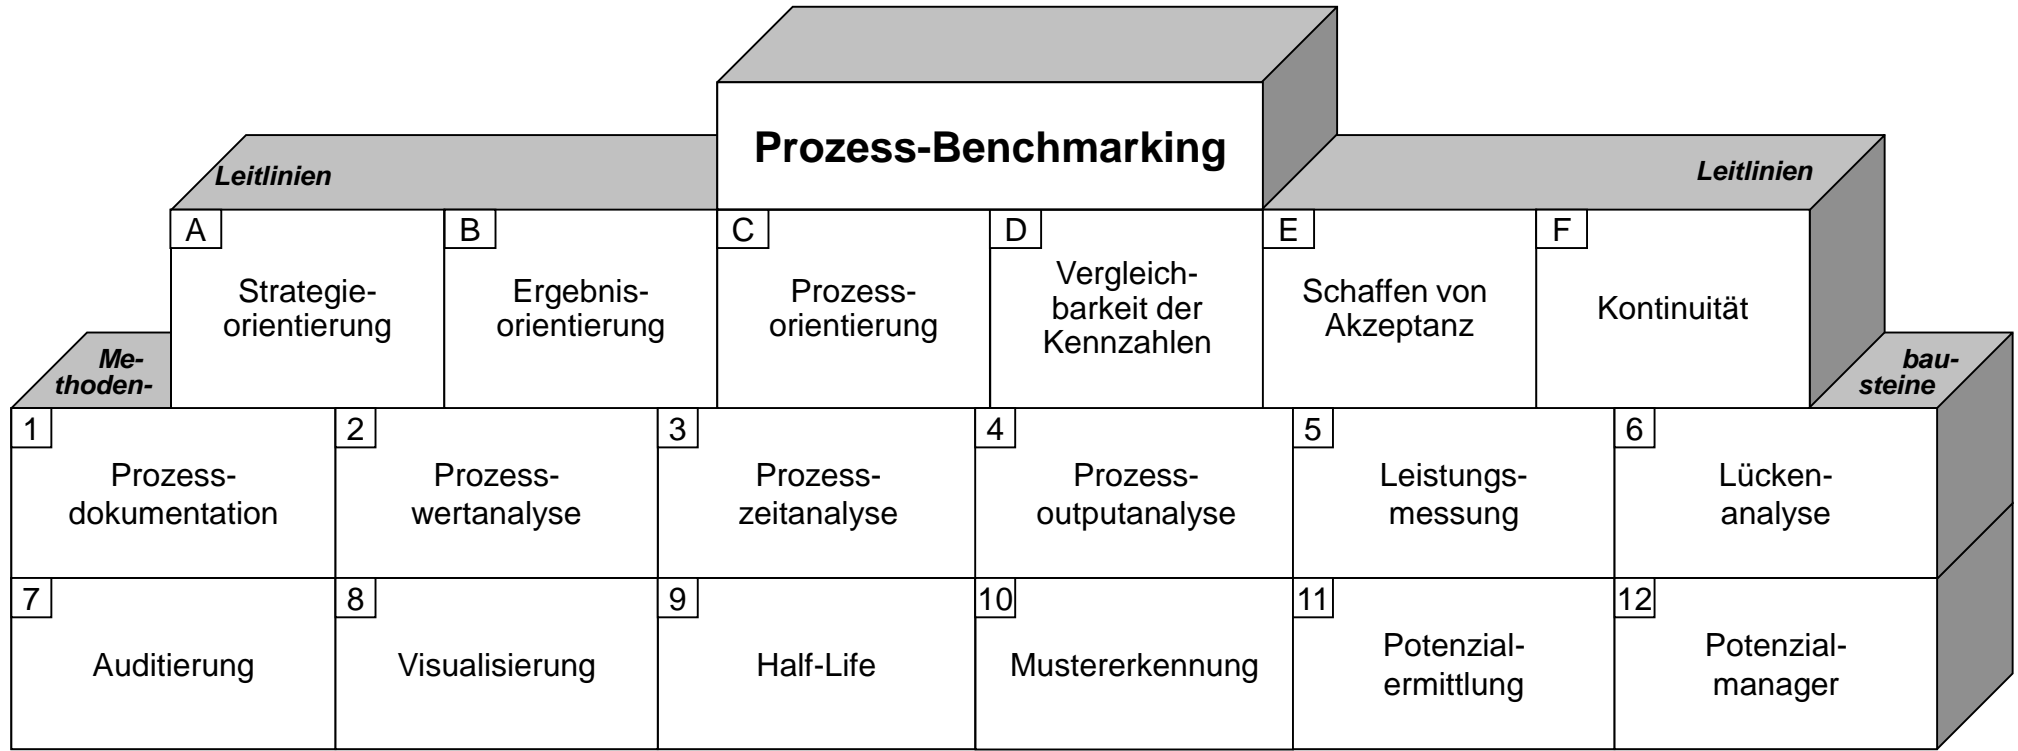 Prozess-Benchmarking
Leitlinien
Leitlinien
A
Strategie-
orientierung
B
Ergebnis-
orientierung
C
Prozess-
orientierung
D
Vergleich-
barkeit der
Kennzahlen
E
Schaffen von
Akzeptanz
F
Kontinuität
Me-
thoden-
bau-
steine
1
Prozess-
dokumentation
2
Prozess-
wertanalyse
3
Prozess-
zeitanalyse
4
Prozess-
outputanalyse
5
Leistungs-
messung
6
Lücken-
analyse
7
Auditierung
8
Visualisierung
9
Half-Life
10
Mustererkennung
11
Potenzial-
ermittlung
12
Potenzial-
manager